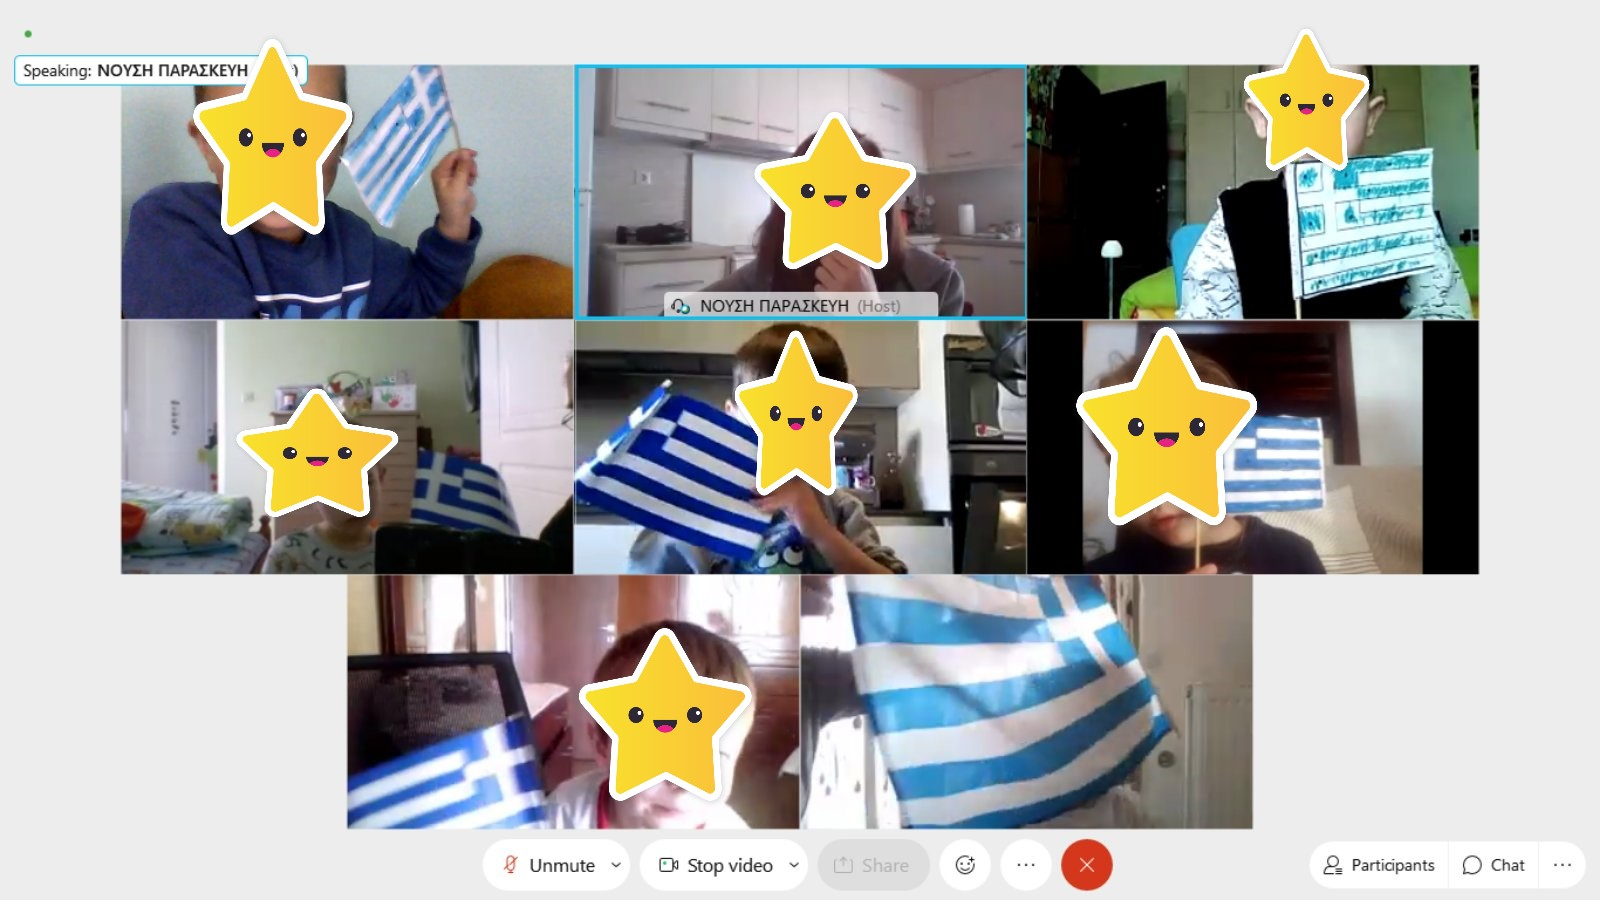 Speaking: ΝΟΥΣΗ ΠΑΡΑΣΚΕΥΗ
ΝΟΥΣΗ ΠΑΡΑΣΚΕΥΗ (Host)
Unmute
Stop video
Share
Participants
Chat